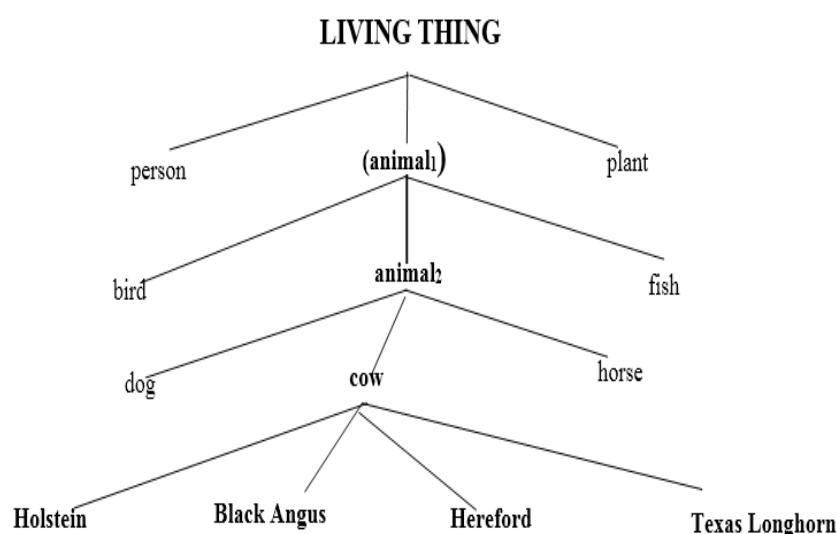 LIVING THING
person (animal₁) plant
bird animal₂ fish
dog cow horse
Holstein Black Angus Hereford Texas Longhorn